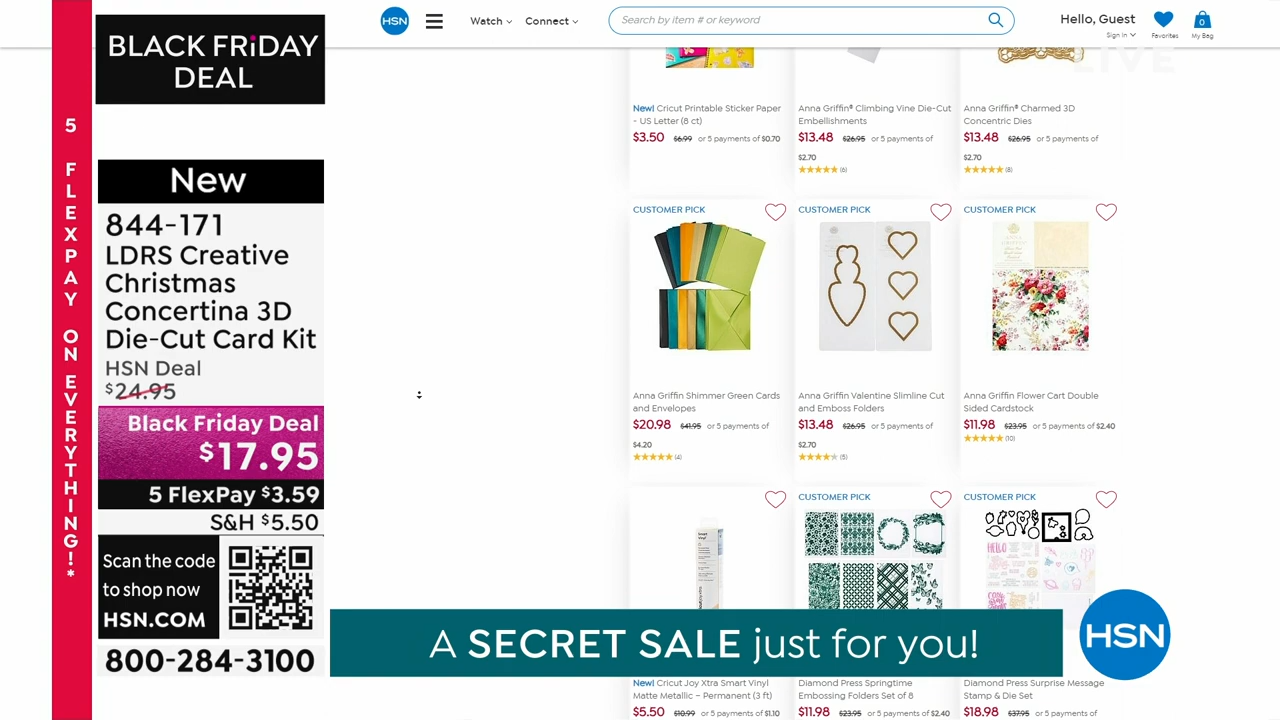 BLACK FRiDAY
DEAL
5 FLEXPAY ON EVERYTHING!*
New
844-171
LDRS Creative
Christmas
Concertina 3D
Die-Cut Card Kit
HSN Deal
$24.95
Black Friday Deal
$17.95
5 FlexPay $3.59
S&H $5.50
Scan the code
to shop now
HSN.COM
800-284-3100
HSN
Watch
Connect
Search by item # or keyword
Hello, Guest
Sign In
Favorites
0
My Bag
LIVE
New! Cricut Printable Sticker Paper
- US Letter (8 ct)
$3.50 $6.99 or 5 payments of $0.70
Anna Griffin® Climbing Vine Die-Cut
Embellishments
$13.48 $26.95 or 5 payments of
$2.70
(6)
Anna Griffin® Charmed 3D
Concentric Dies
$13.48 $26.95 or 5 payments of
$2.70
(8)
CUSTOMER PICK
Anna Griffin Shimmer Green Cards
and Envelopes
$20.98 $41.95 or 5 payments of
$4.20
(4)
CUSTOMER PICK
Anna Griffin Valentine Slimline Cut
and Emboss Folders
$13.48 $26.95 or 5 payments of
$2.70
(5)
CUSTOMER PICK
Anna Griffin Flower Cart Double
Sided Cardstock
$11.98 $23.95 or 5 payments of $2.40
(10)
New! Cricut Joy Xtra Smart Vinyl
Matte Metallic – Permanent (3 ft)
$5.50 $10.99 or 5 payments of $1.10
CUSTOMER PICK
Diamond Press Springtime
Embossing Folders Set of 8
$11.98 $23.95 or 5 payments of $2.40
CUSTOMER PICK
HELLO
Diamond Press Surprise Message
Stamp & Die Set
$18.98 $37.95 or 5 payments of
A SECRET SALE just for you!
HSN